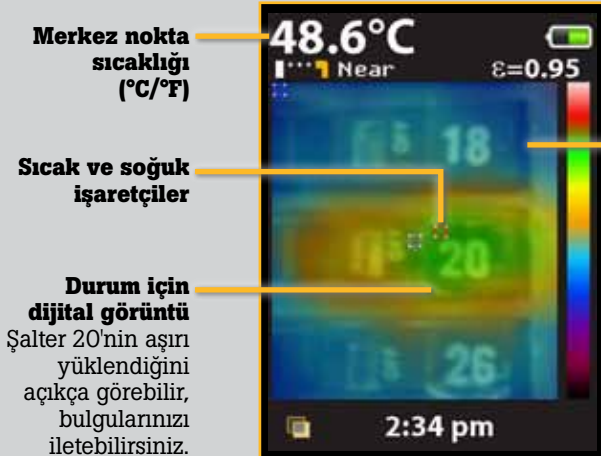 Merkez nokta
sıcaklığı
(°C/°F)
Sıcak ve soğuk
işaretçiler
Durum için
dijital görüntü
Şalter 20'nin aşırı
yüklendiğini
açıkça görebilir,
bulgularınızı
iletebilirsiniz.
48.6°C
Near
ε=0.95
18
20
26
2:34 pm